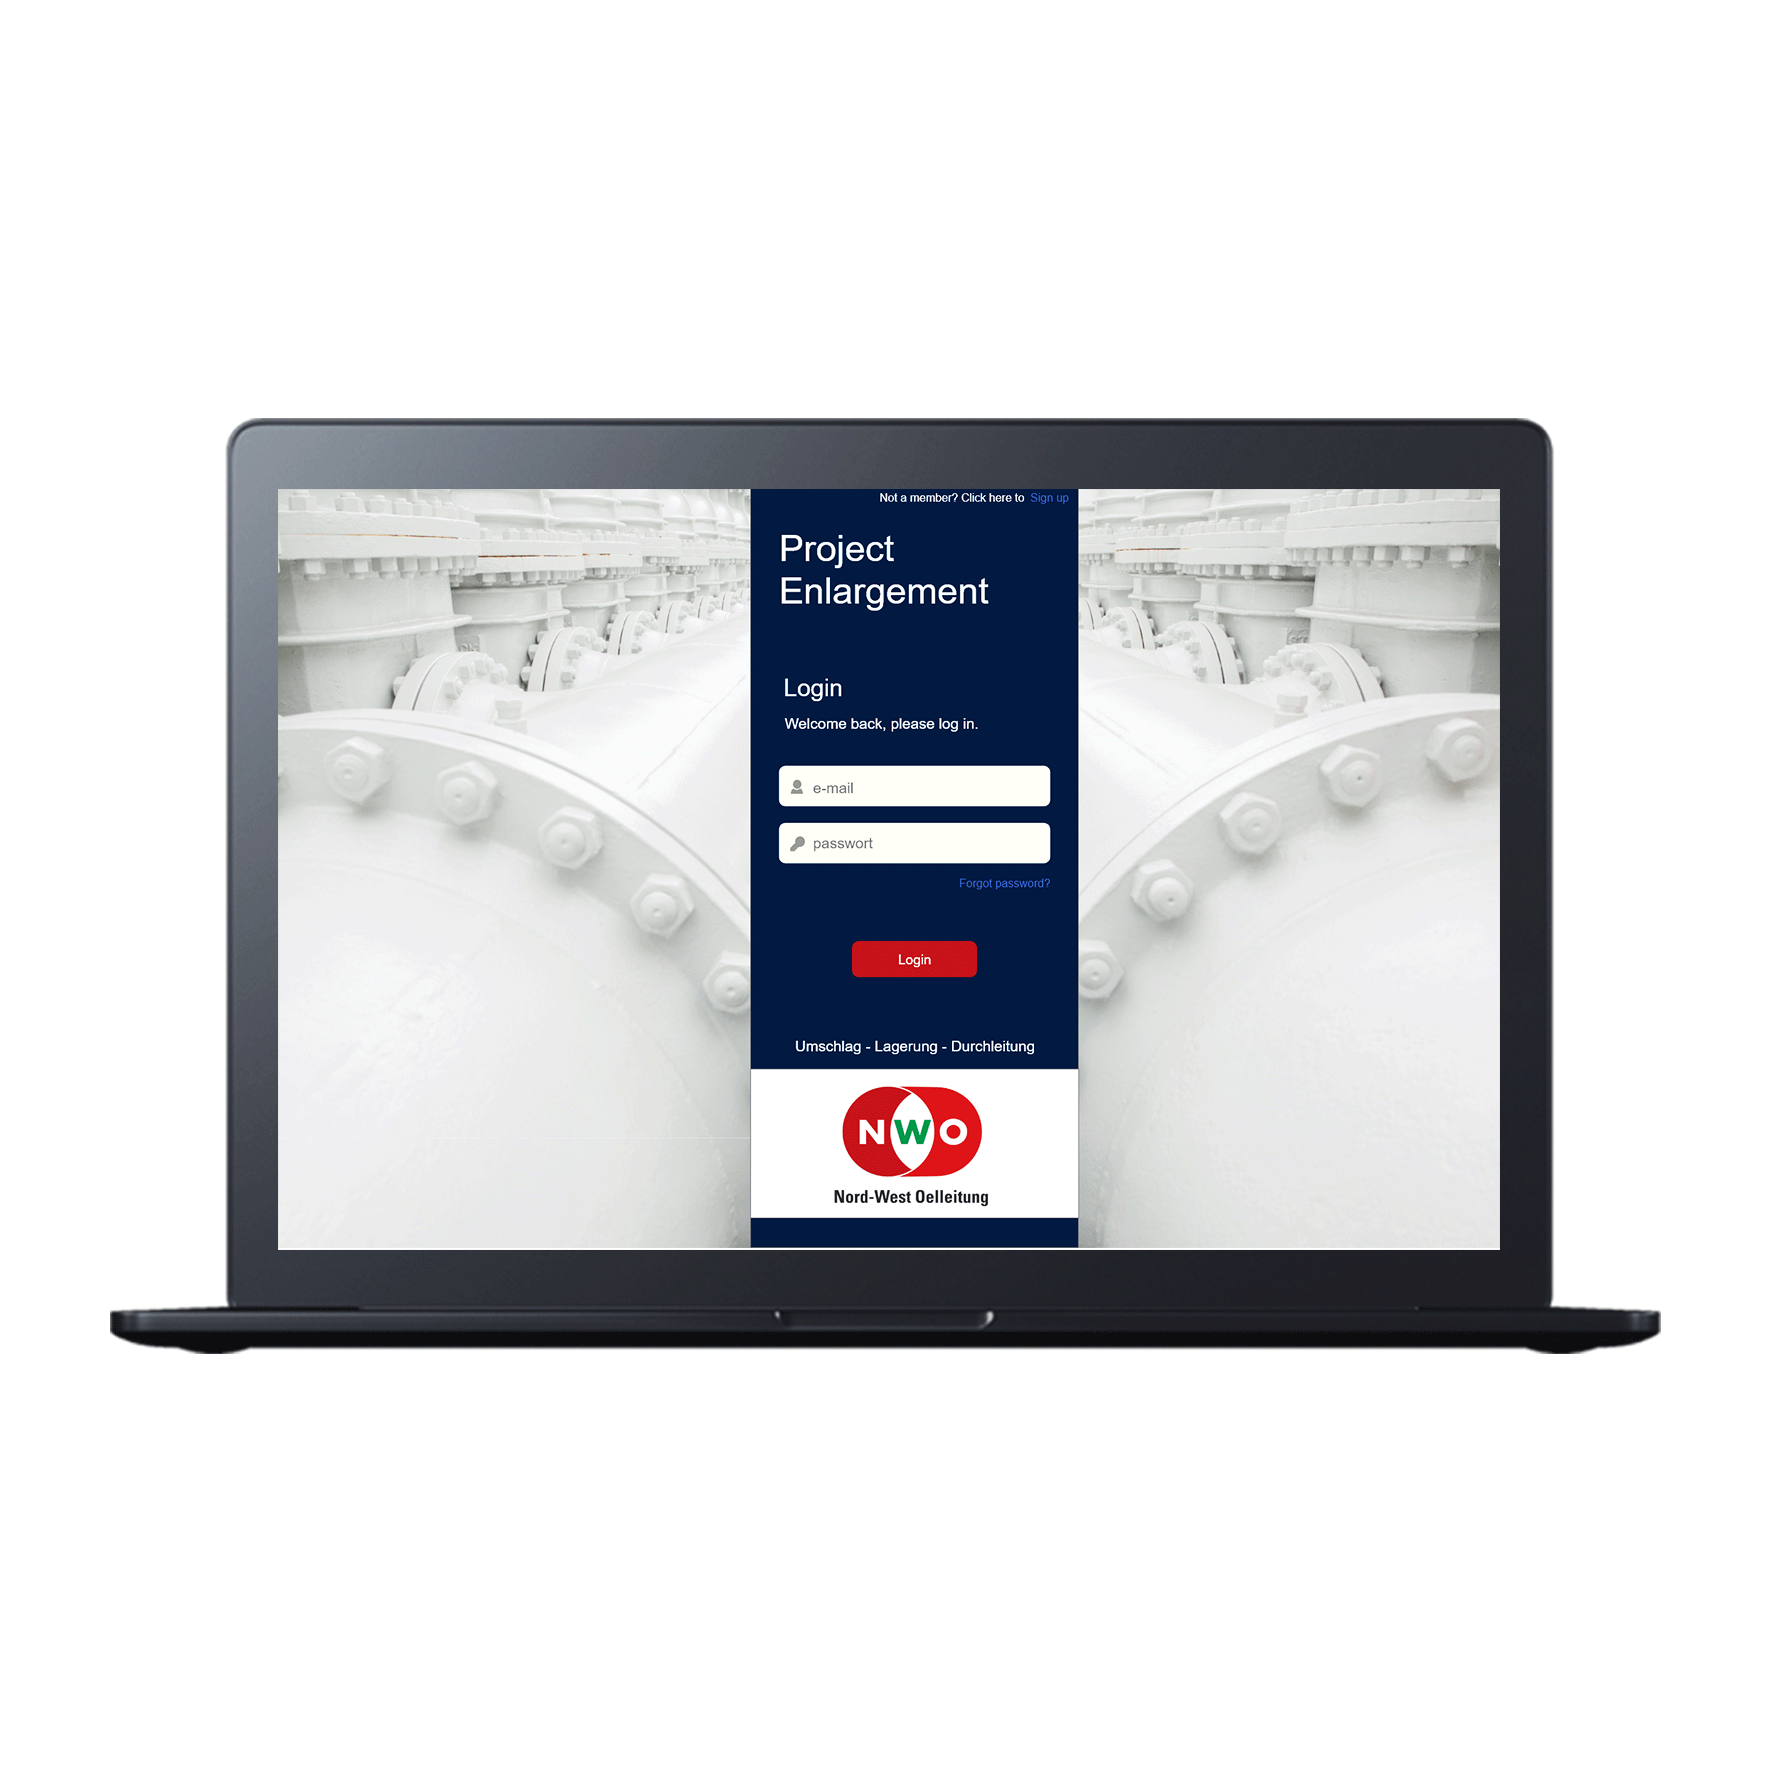 Not a member? Click here to Sign up
Project
Enlargement
Login
Welcome back, please log in.
e-mail
passwort
Forgot password?
Login
Umschlag - Lagerung - Durchleitung
NWO
Nord-West Oelleitung